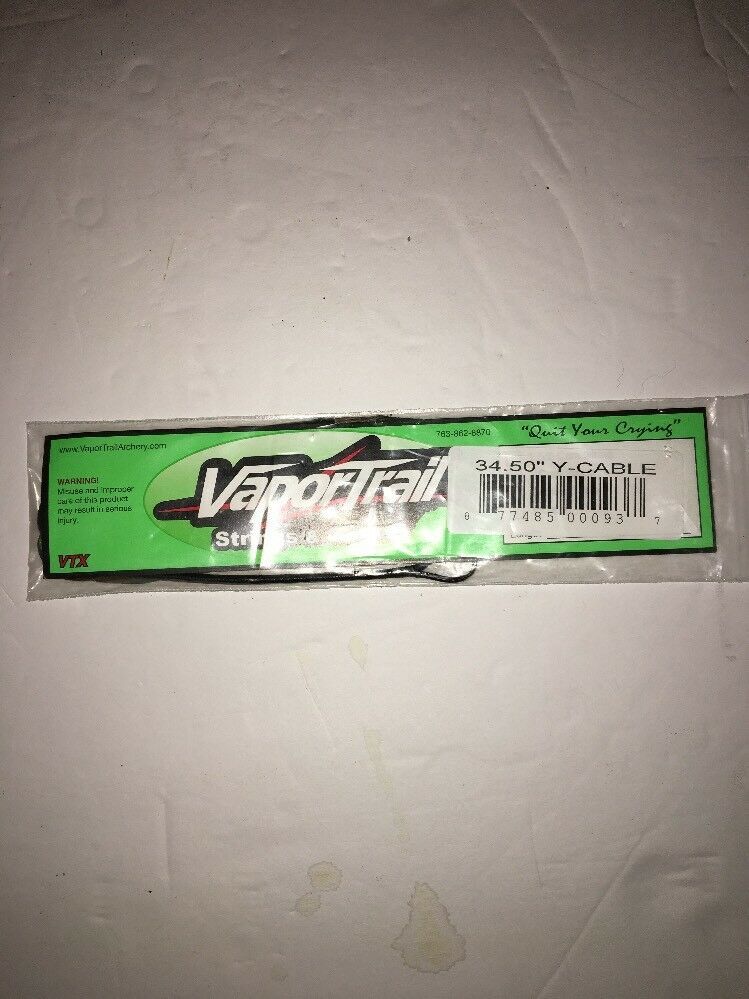 www.VaporTrailArchery.com
763-862-6870
"Quit Your Crying"
WARNING!
Misuse and improper
care of this product
may result in serious
injury.
VTX
VaporTrail
34.50" Y-CABLE
0 77485 00093 7